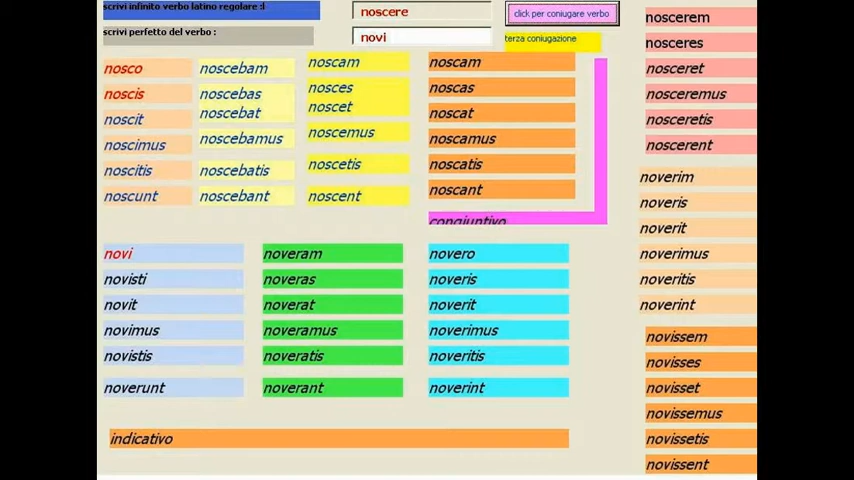 scrivi infinito verbo latino regolare :l
noscere
click per coniugare verbo
scrivi perfetto del verbo :
novi
terza coniugazione
nosco
noscis
noscit
noscimus
noscitis
noscunt
noscebam
noscebas
noscebat
noscebamus
noscebatis
noscebant
noscam
nosces
noscet
noscemus
noscetis
noscent
noscam
noscas
noscat
noscamus
noscatis
noscant
congiuntivo
noscerem
nosceres
nosceret
nosceremus
nosceretis
noscerent
noverim
noveris
noverit
noverimus
noveritis
noverint
novissem
novisses
novisset
novissemus
novissetis
novissent
novi
novisti
novit
novimus
novistis
noverunt
noveram
noveras
noverat
noveramus
noveratis
noverant
novero
noveris
noverit
noverimus
noveritis
noverint
indicativo